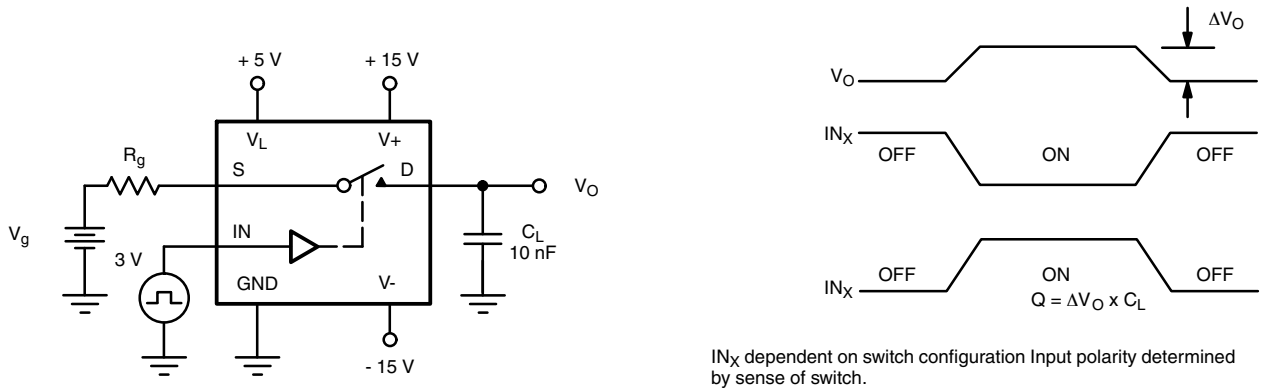 + 5 V
+ 15 V
V_L
V+
R_g
S
D
V_O
V_g
IN
C_L
10 nF
3 V
GND
V-
- 15 V
ΔV_O
V_O
IN_X
OFF
ON
OFF
IN_X
OFF
ON
OFF
Q = ΔV_O x C_L
IN_X dependent on switch configuration Input polarity determined
by sense of switch.